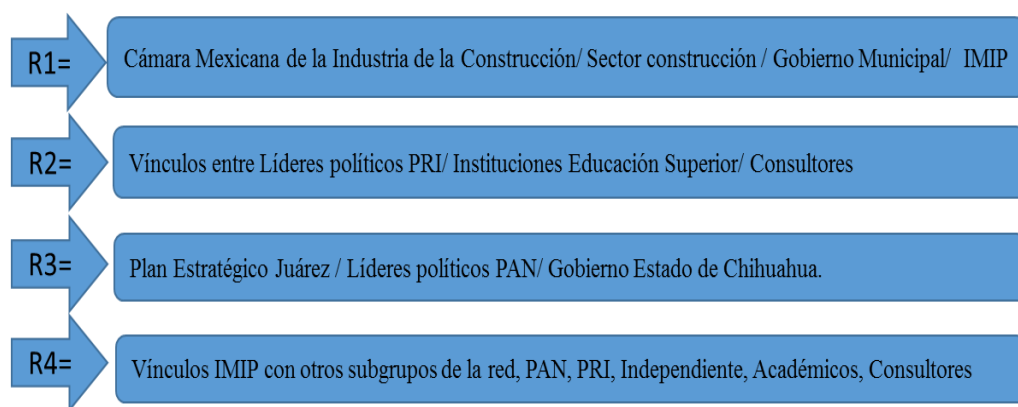 R1= Cámara Mexicana de la Industria de la Construcción/ Sector construcción / Gobierno Municipal/ IMIP
R2= Vínculos entre Líderes políticos PRI/ Instituciones Educación Superior/ Consultores
R3= Plan Estratégico Juárez / Líderes políticos PAN/ Gobierno Estado de Chihuahua.
R4= Vínculos IMIP con otros subgrupos de la red, PAN, PRI, Independiente, Académicos, Consultores